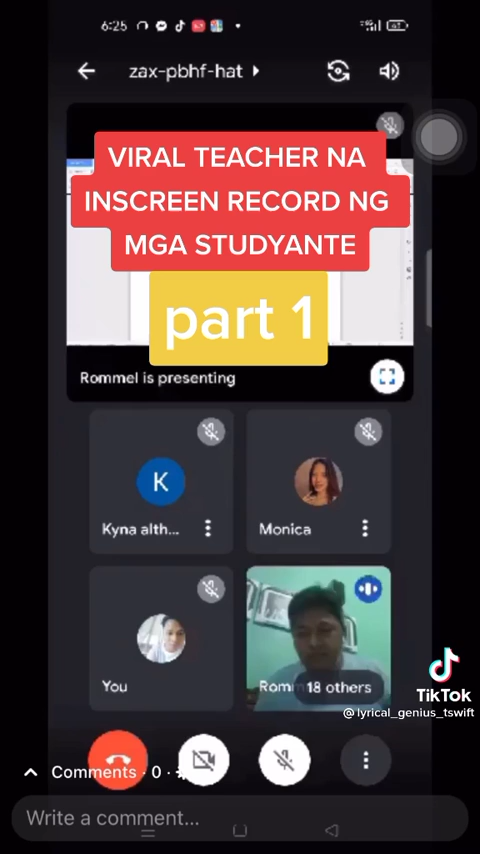 6:25
zax-pbhf-hat
VIRAL TEACHER NA
INSCREEN RECORD NG
MGA STUDYANTE
part 1
Rommel is presenting
K
Kyna alth...
Monica
You
Romm
18 others
TikTok
@lyrical_genius_tswift
Comments · 0 ·
Write a comment...